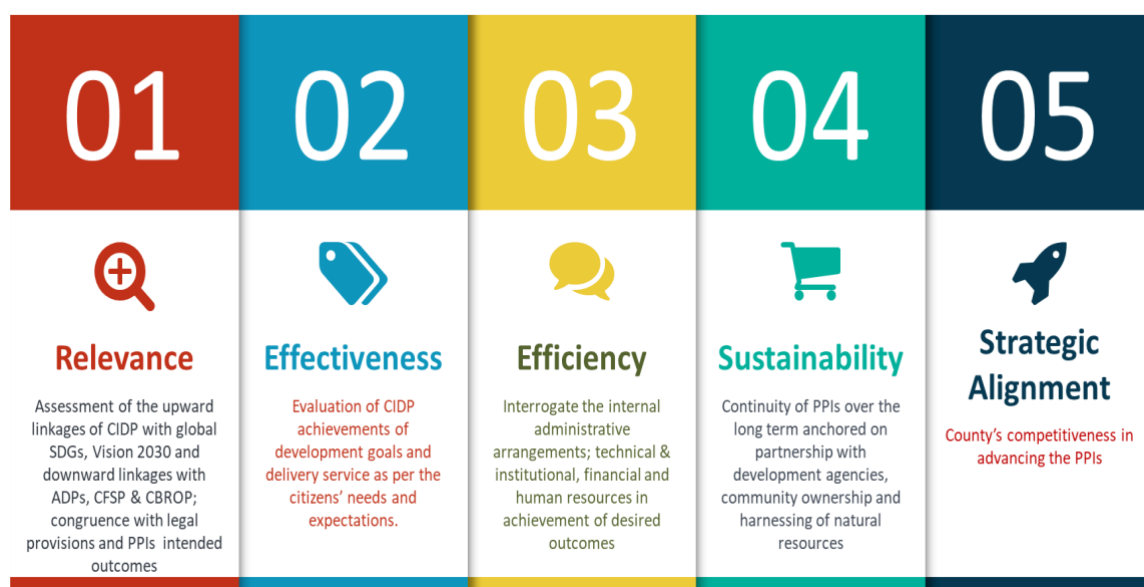 01
Relevance
Assessment of the upward
linkages of CIDP with global
SDGs, Vision 2030 and
downward linkages with
ADPs, CFSP & CBROP;
congruence with legal
provisions and PPIs intended
outcomes
02
Effectiveness
Evaluation of CIDP
achievements of
development goals and
delivery service as per the
citizens’ needs and
expectations.
03
Efficiency
Interrogate the internal
administrative
arrangements; technical &
institutional, financial and
human resources in
achievement of desired
outcomes
04
Sustainability
Continuity of PPIs over the
long term anchored on
partnership with
development agencies,
community ownership and
harnessing of natural
resources
05
Strategic
Alignment
County’s competitiveness in
advancing the PPIs